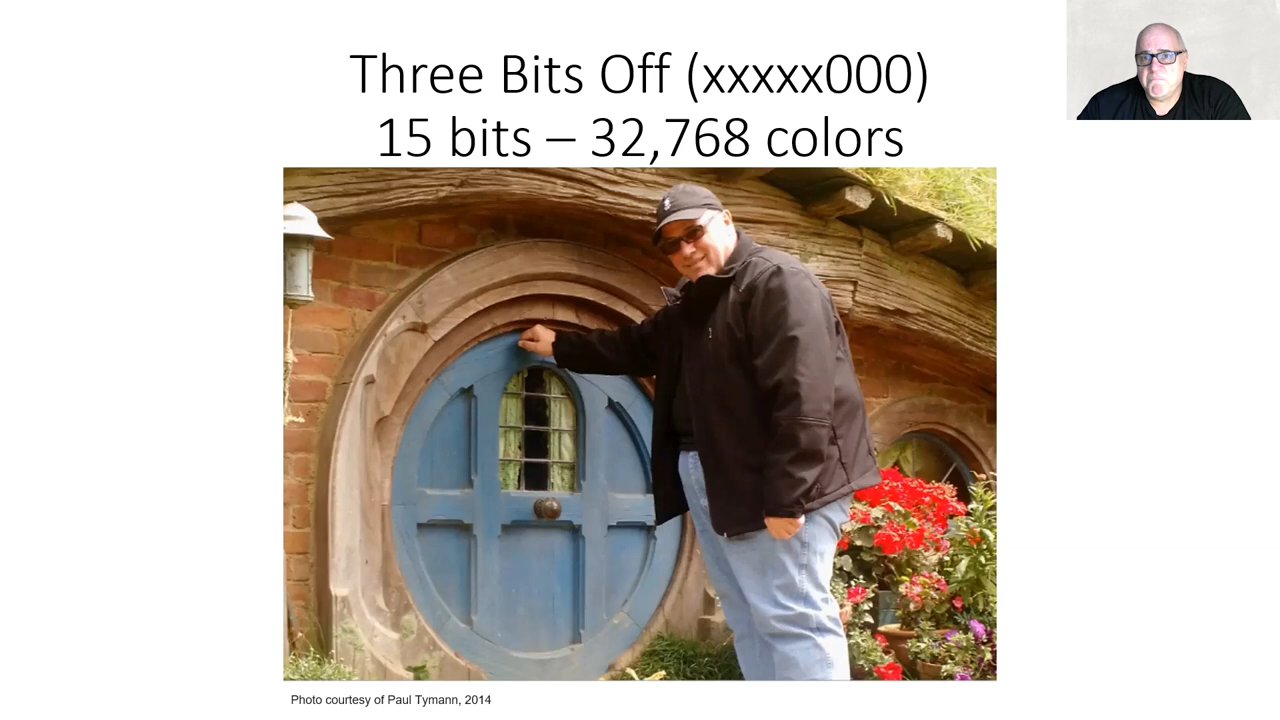 Three Bits Off (xxxxx000)
15 bits – 32,768 colors
Photo courtesy of Paul Tymann, 2014